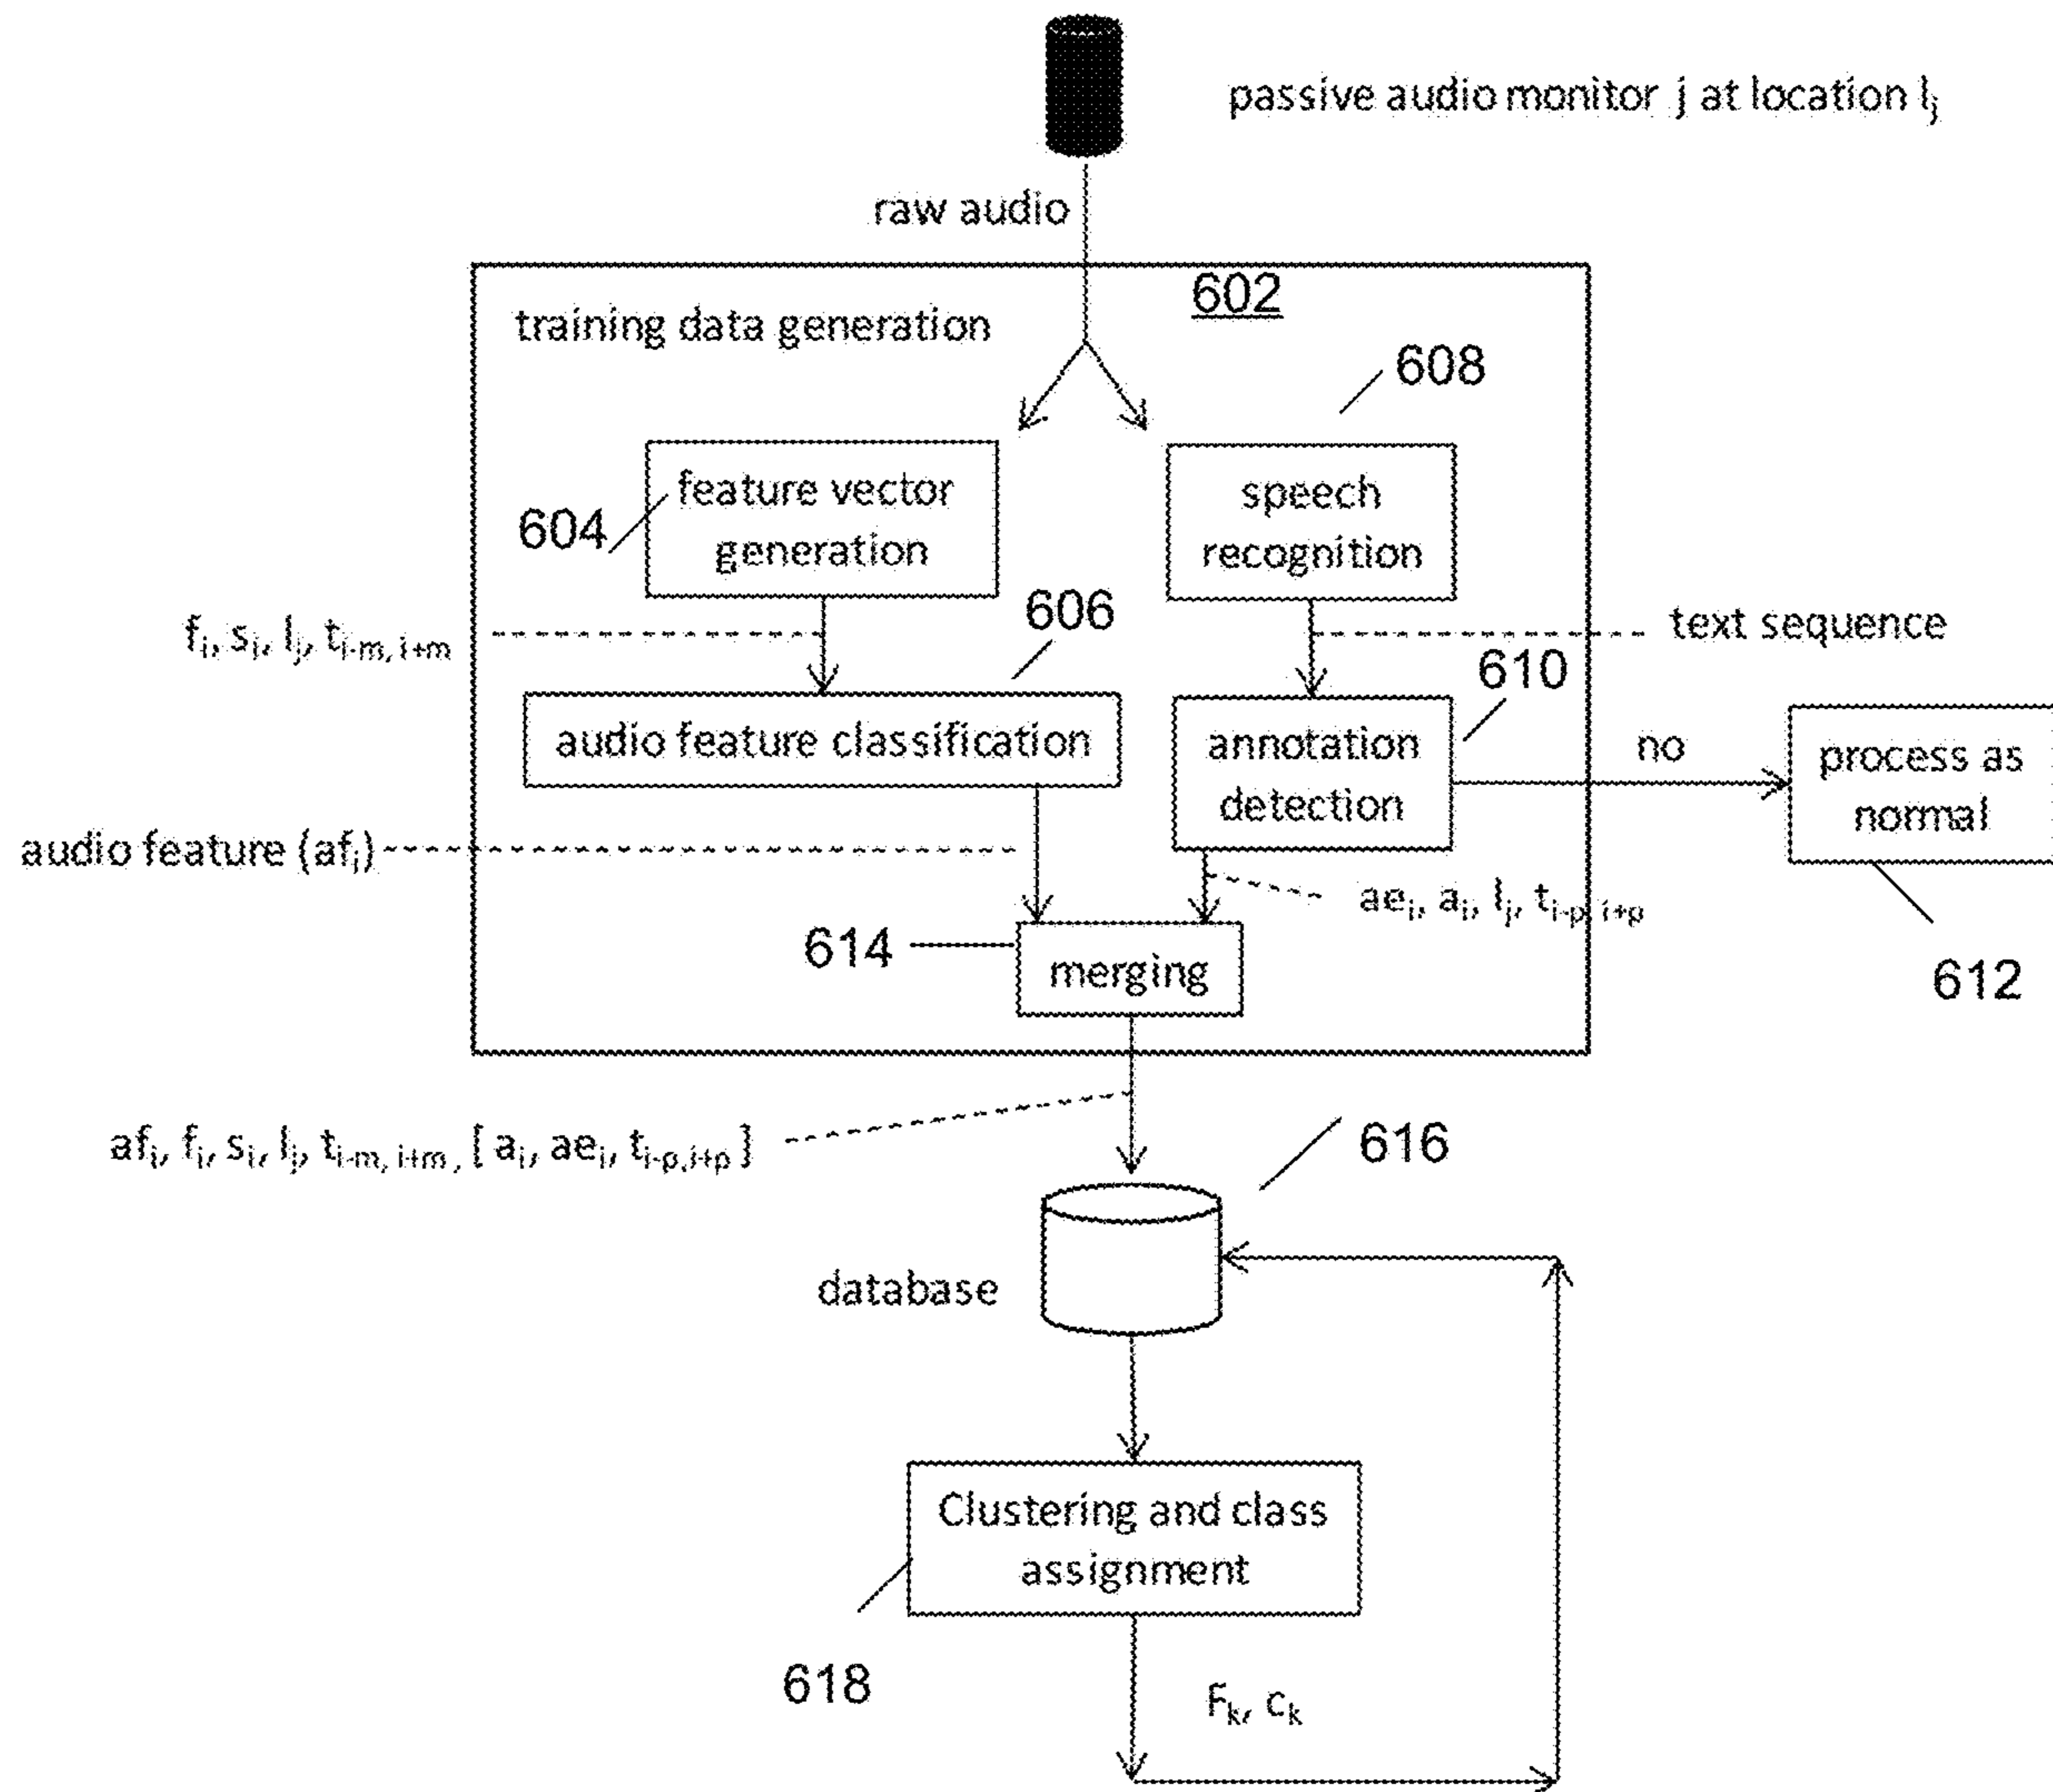 passive audio monitor j at location lⱼ
raw audio
602
training data generation
608
feature vector
generation
604
speech
recognition
606
fᵢ, sᵢ, lⱼ, tᵢ₋ₘ, ᵢ₊ₘ
text sequence
610
audio feature classification
annotation
detection
no
process as
normal
audio feature (afᵢ)
aeᵢ, aᵢ, lⱼ, tᵢ₋ₚ, ᵢ₊ₚ
614
merging
612
afᵢ, fᵢ, sᵢ, lⱼ, tᵢ₋ₘ, ᵢ₊ₘ , [ aᵢ, aeᵢ, tᵢ₋ₚ,ᵢ₊ₚ ]
616
database
Clustering and class
assignment
618
Fₖ, cₖ